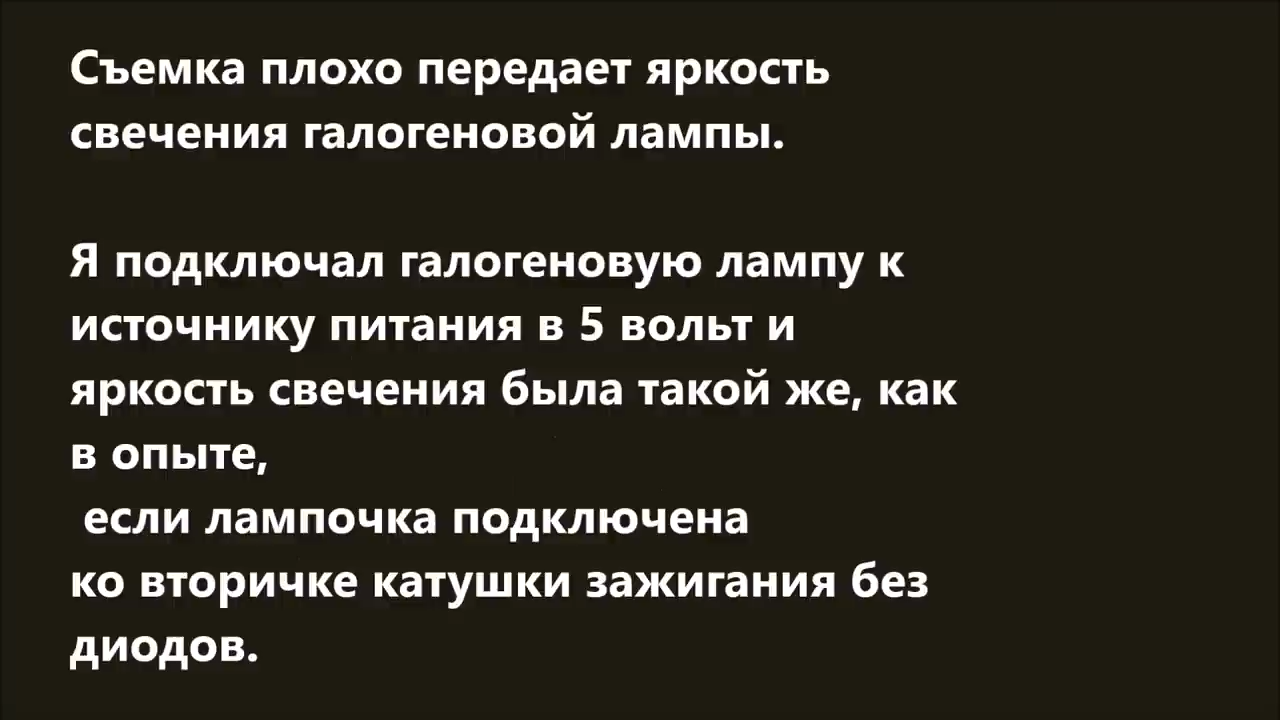 Съемка плохо передает яркость
свечения галогеновой лампы.
Я подключал галогеновую лампу к
источнику питания в 5 вольт и
яркость свечения была такой же, как
в опыте,
если лампочка подключена
ко вторичке катушки зажигания без
диодов.